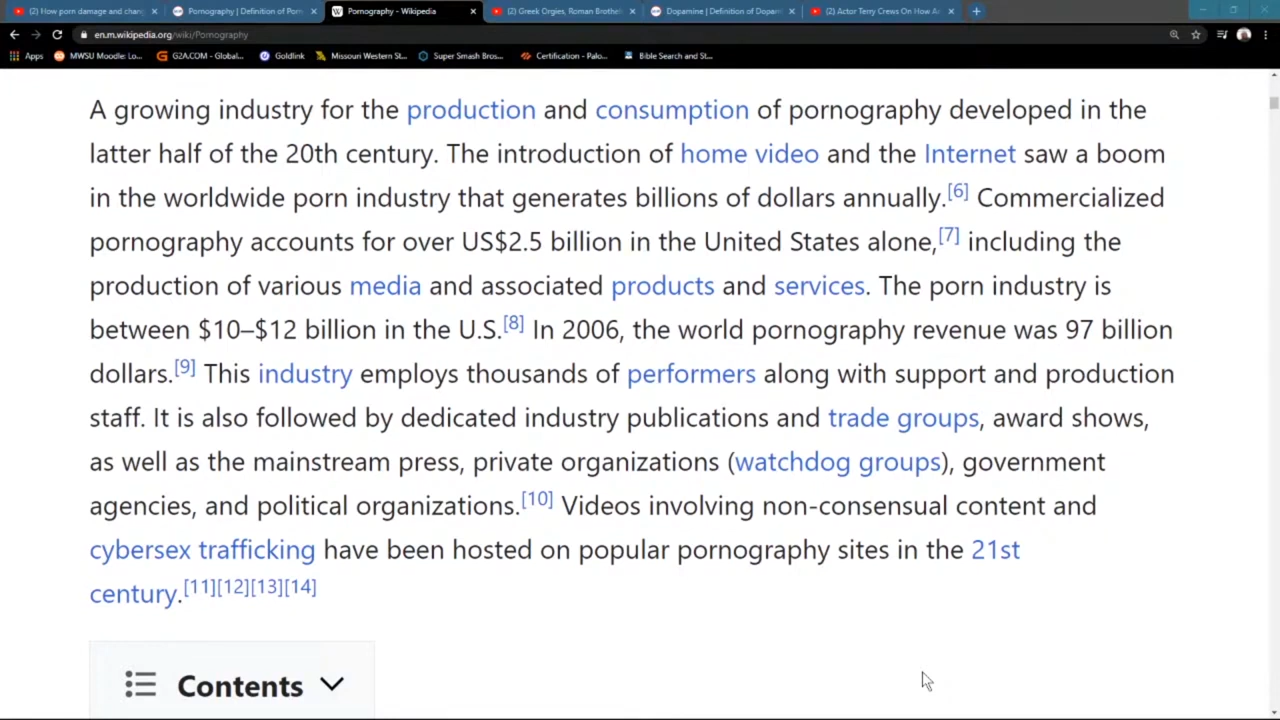 (2) How porn damage and chang
Pornography | Definition of Porn
Pornography - Wikipedia
(2) Greek Orgies, Roman Brothels
Dopamine | Definition of Dopam
(2) Actor Terry Crews On How A
en.m.wikipedia.org/wiki/Pornography
Apps
MWSU Moodle: Lo...
G2A.COM - Global...
Goldlink
Missouri Western St...
Super Smash Bros...
Certification - Palo...
Bible Search and St...
A growing industry for the production and consumption of pornography developed in the
latter half of the 20th century. The introduction of home video and the Internet saw a boom
in the worldwide porn industry that generates billions of dollars annually.[6] Commercialized
pornography accounts for over US$2.5 billion in the United States alone,[7] including the
production of various media and associated products and services. The porn industry is
between $10–$12 billion in the U.S.[8] In 2006, the world pornography revenue was 97 billion
dollars.[9] This industry employs thousands of performers along with support and production
staff. It is also followed by dedicated industry publications and trade groups, award shows,
as well as the mainstream press, private organizations (watchdog groups), government
agencies, and political organizations.[10] Videos involving non-consensual content and
cybersex trafficking have been hosted on popular pornography sites in the 21st
century.[11][12][13][14]
Contents